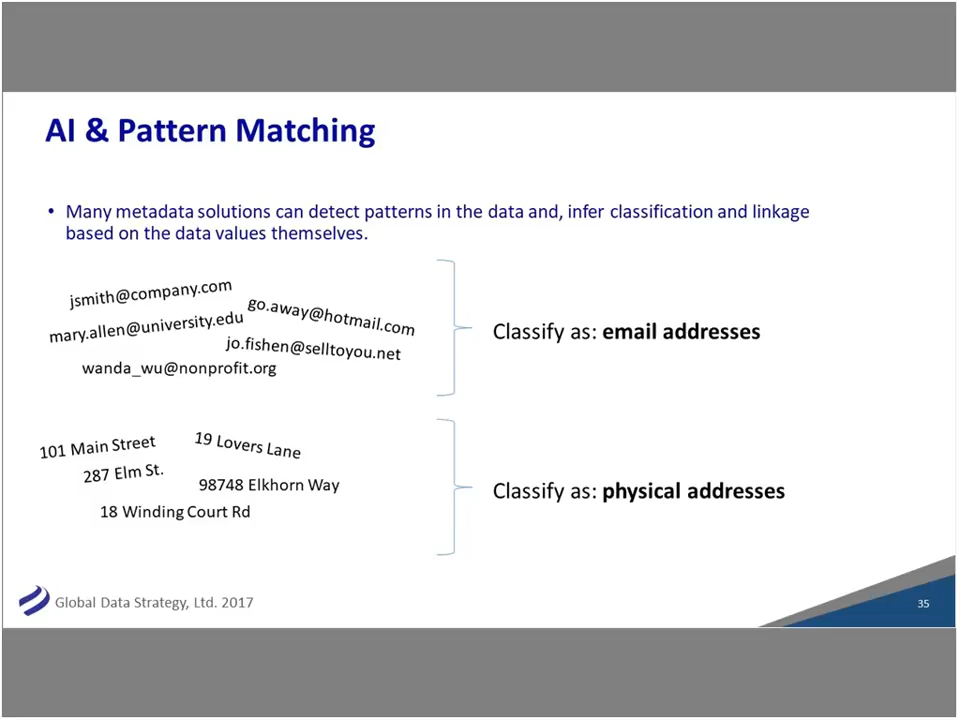 AI & Pattern Matching
• Many metadata solutions can detect patterns in the data and, infer classification and linkage
based on the data values themselves.
jsmith@company.com
go.away@hotmail.com
mary.allen@university.edu
jo.fishen@selltoyou.net
wanda_wu@nonprofit.org
Classify as: email addresses
101 Main Street
19 Lovers Lane
287 Elm St.
98748 Elkhorn Way
18 Winding Court Rd
Classify as: physical addresses
Global Data Strategy, Ltd. 2017
35